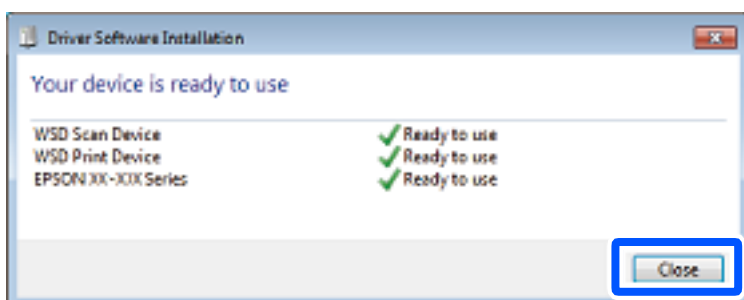 Driver Software Installation
Your device is ready to use
WSD Scan Device Ready to use
WSD Print Device Ready to use
EPSON XX-XXX Series Ready to use
Close